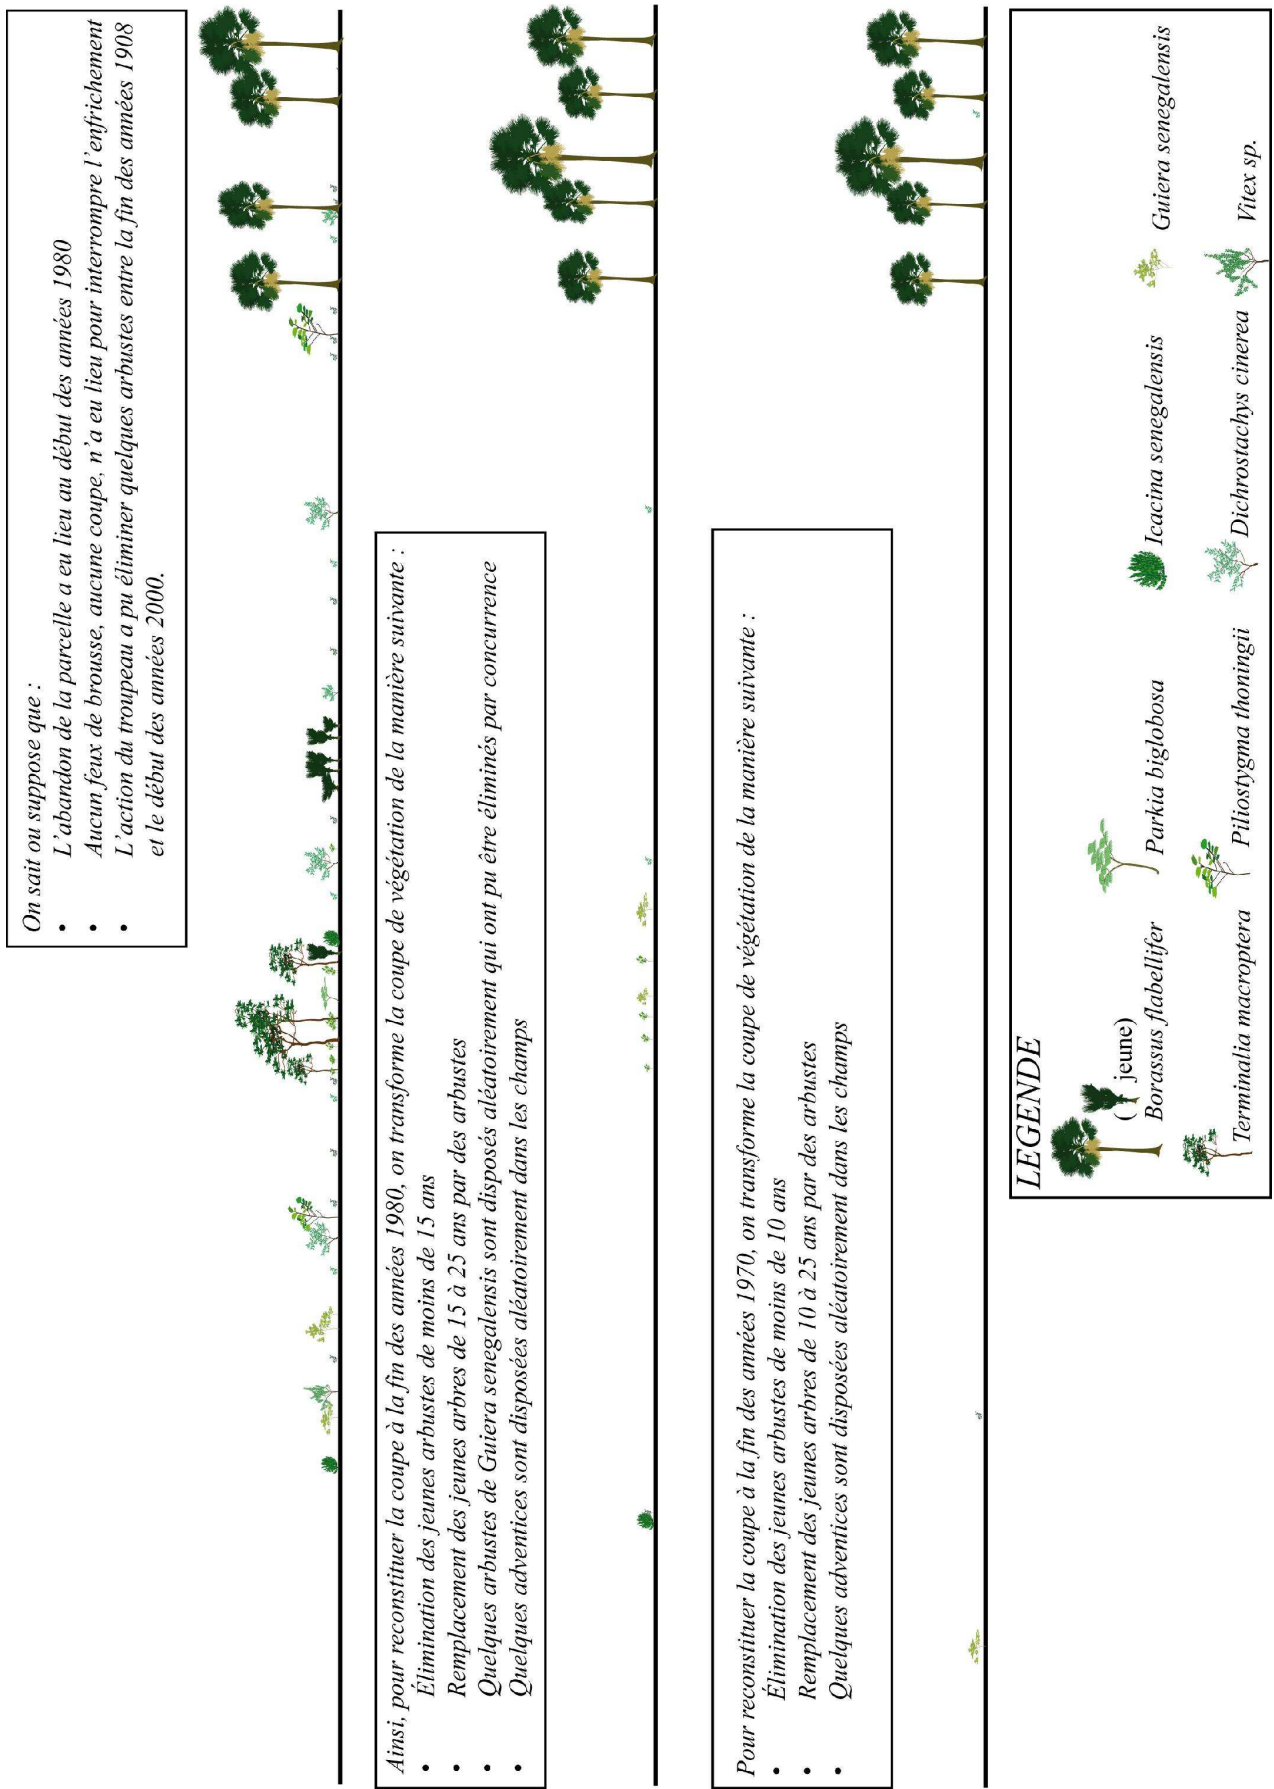 On sait ou suppose que :
• L'abandon de la parcelle a eu lieu au début des années 1980
• Aucun feux de brousse, aucune coupe, n'a eu lieu pour interrompre l'enfrichement
• L'action du troupeau a pu éliminer quelques arbustes entre la fin des années 1908
et le début des années 2000.
Ainsi, pour reconstituer la coupe à la fin des années 1980, on transforme la coupe de végétation de la manière suivante :
• Élimination des jeunes arbustes de moins de 15 ans
• Remplacement des jeunes arbres de 15 à 25 ans par des arbustes
• Quelques arbustes de Guiera senegalensis sont disposés aléatoirement qui ont pu être éliminés par concurrence
• Quelques adventices sont disposées aléatoirement dans les champs
Pour reconstituer la coupe à la fin des années 1970, on transforme la coupe de végétation de la manière suivante :
• Élimination des jeunes arbustes de moins de 10 ans
• Remplacement des jeunes arbres de 10 à 25 ans par des arbustes
• Quelques adventices sont disposées aléatoirement dans les champs
LEGENDE
( jeune)
Borassus flabellifer
Parkia biglobosa
Icacina senegalensis
Guiera senegalensis
Terminalia macroptera
Piliostygma thoningii
Dichrostachys cinerea
Vitex sp.